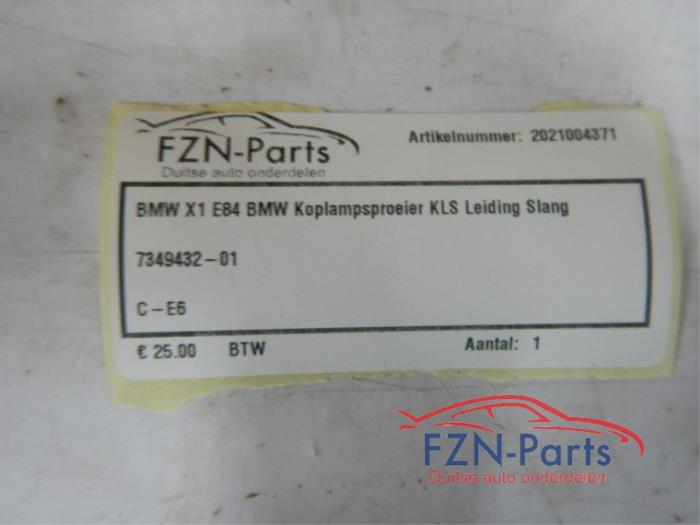 FZN-Parts
Duitse auto onderdelen
Artikelnummer: 2021004371
BMW X1 E84 BMW Koplampsproeier KLS Leiding Slang
7349432-01
C-E6
€ 25.00 BTW Aantal: 1
FZN-Parts
Duitse auto onderdelen